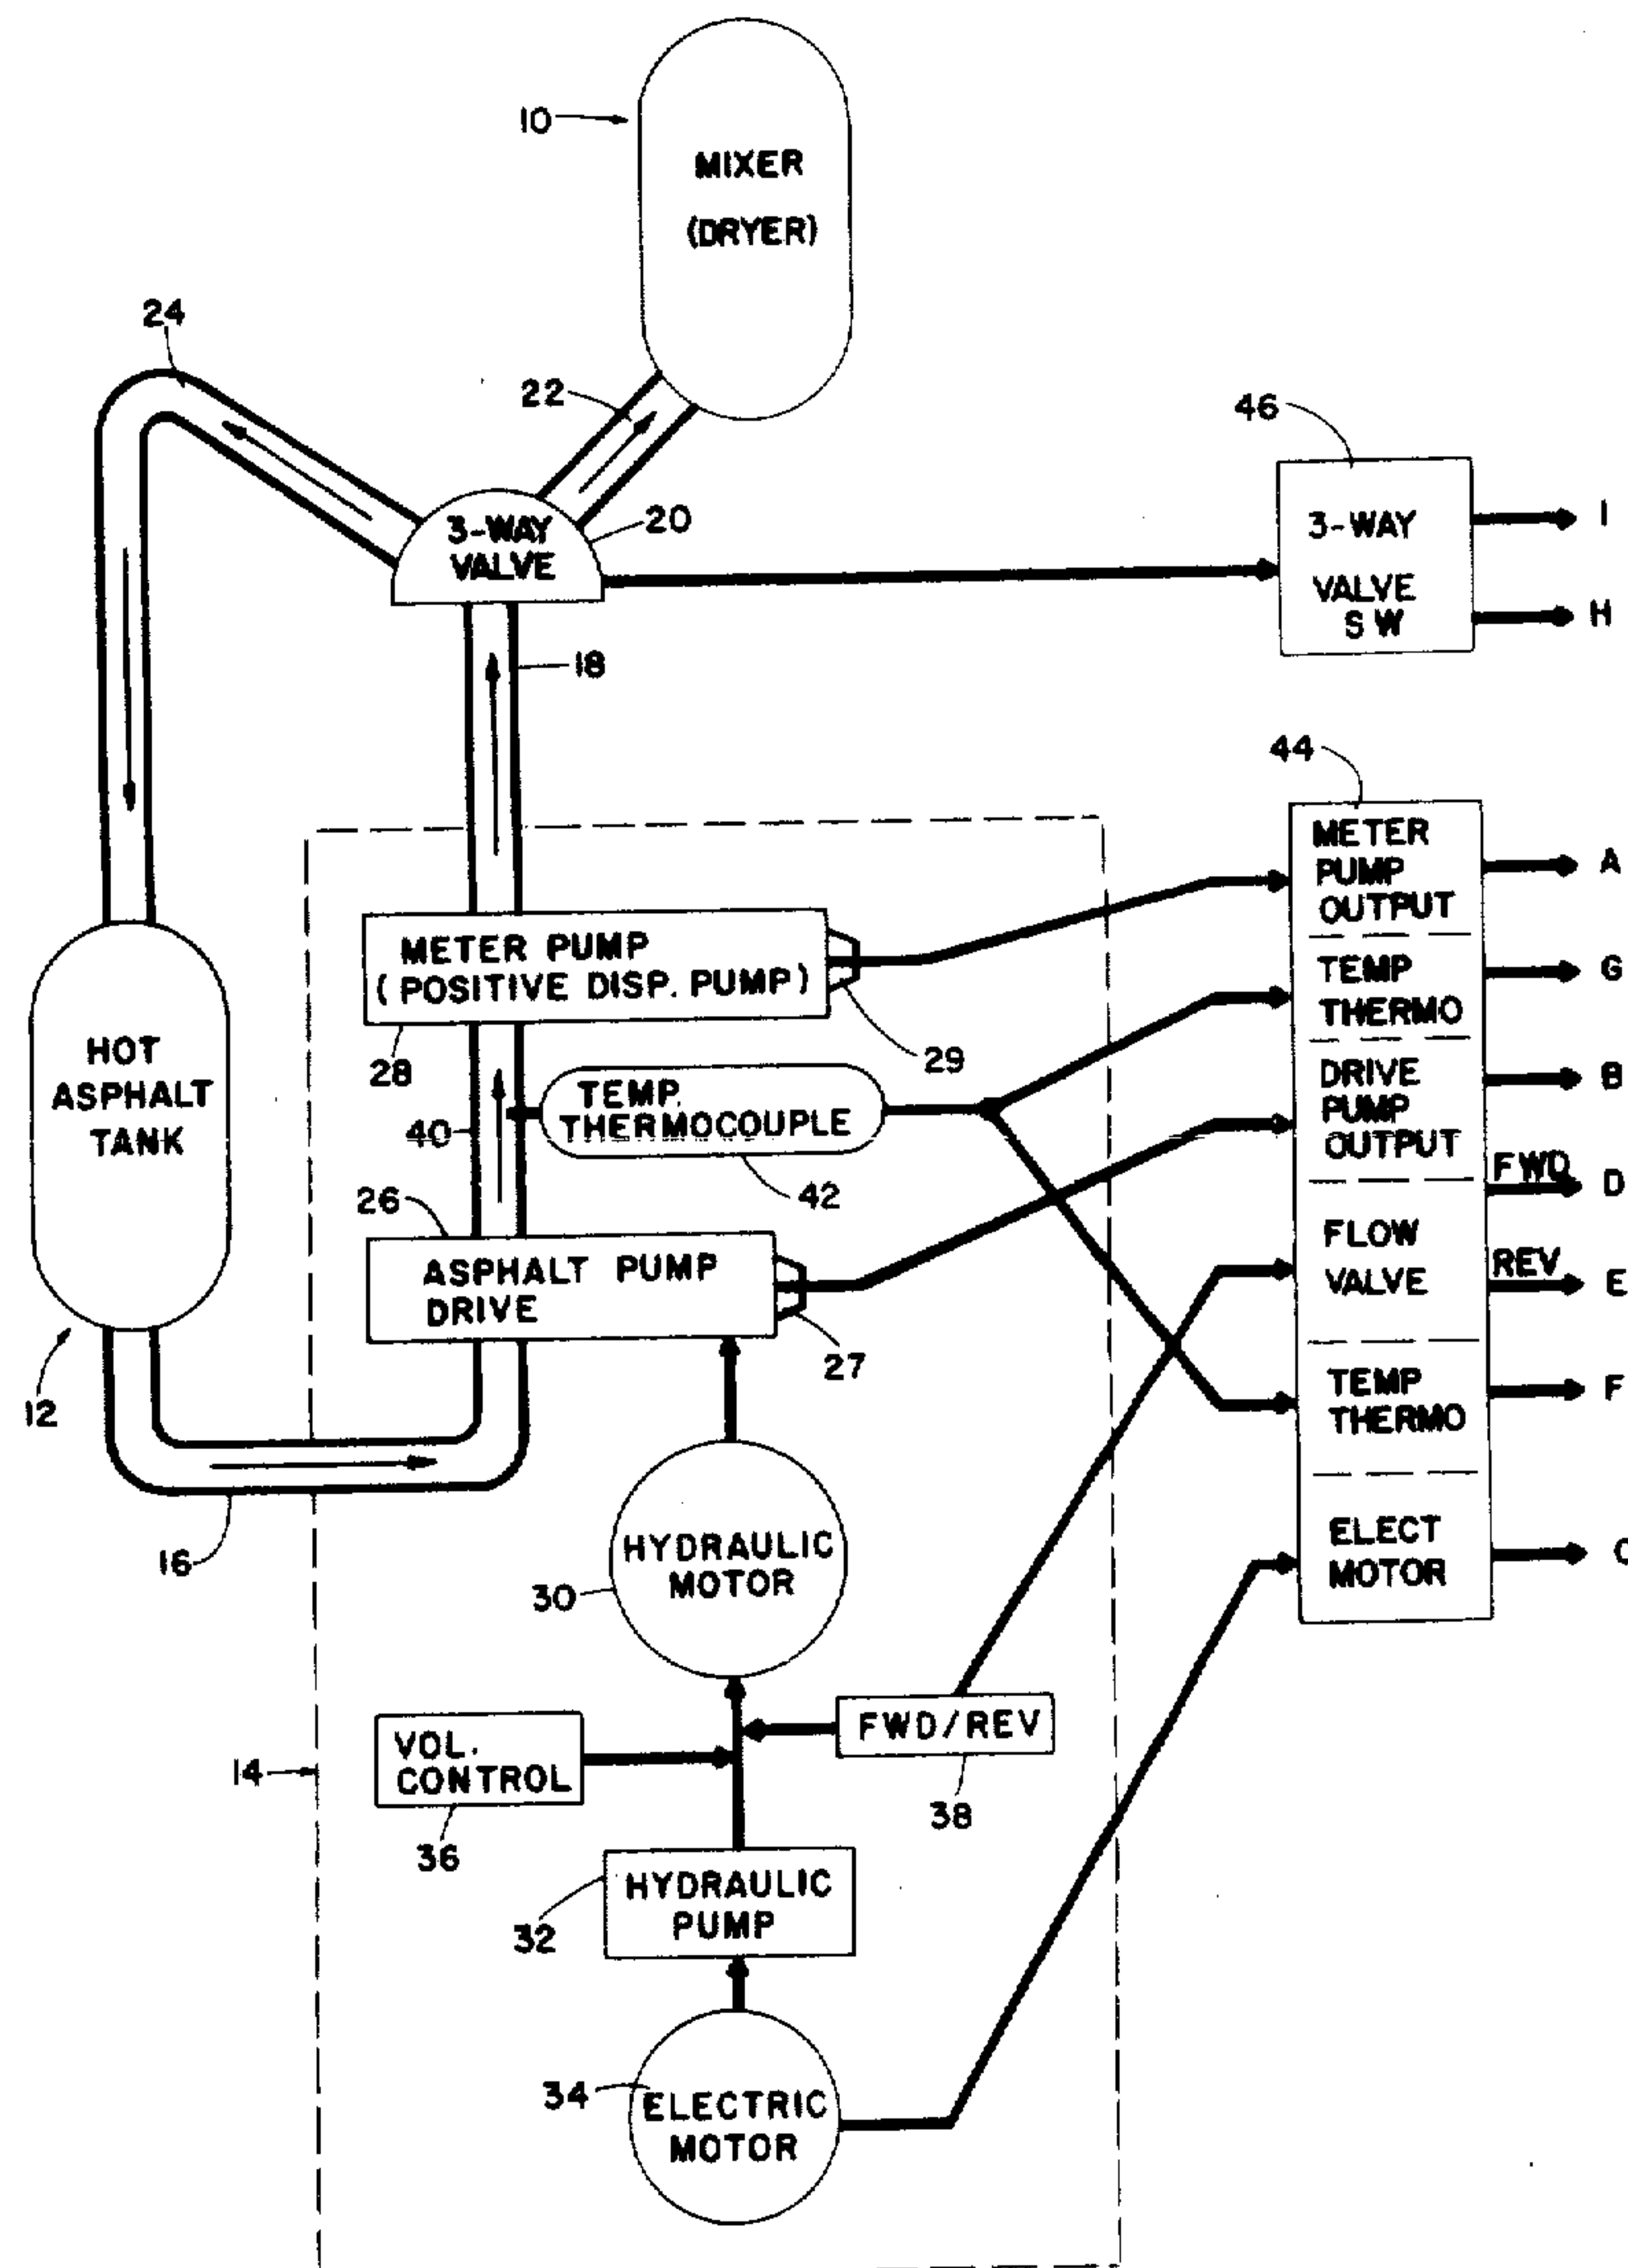 10
MIXER
(DRYER)
24
22
46
3-WAY
VALVE
20
3-WAY
VALVE
SW
I
H
18
44
METER
PUMP
OUTPUT
A
METER PUMP
(POSITIVE DISP. PUMP)
TEMP
THERMO
G
HOT
ASPHALT
TANK
28
29
TEMP.
THERMOCOUPLE
40
42
DRIVE
PUMP
OUTPUT
B
FWD
D
26
ASPHALT PUMP
DRIVE
27
FLOW
VALVE
REV
E
12
TEMP
THERMO
F
16
HYDRAULIC
MOTOR
30
ELECT
MOTOR
VOL.
CONTROL
36
FWD/REV
38
14
HYDRAULIC
PUMP
32
34
ELECTRIC
MOTOR